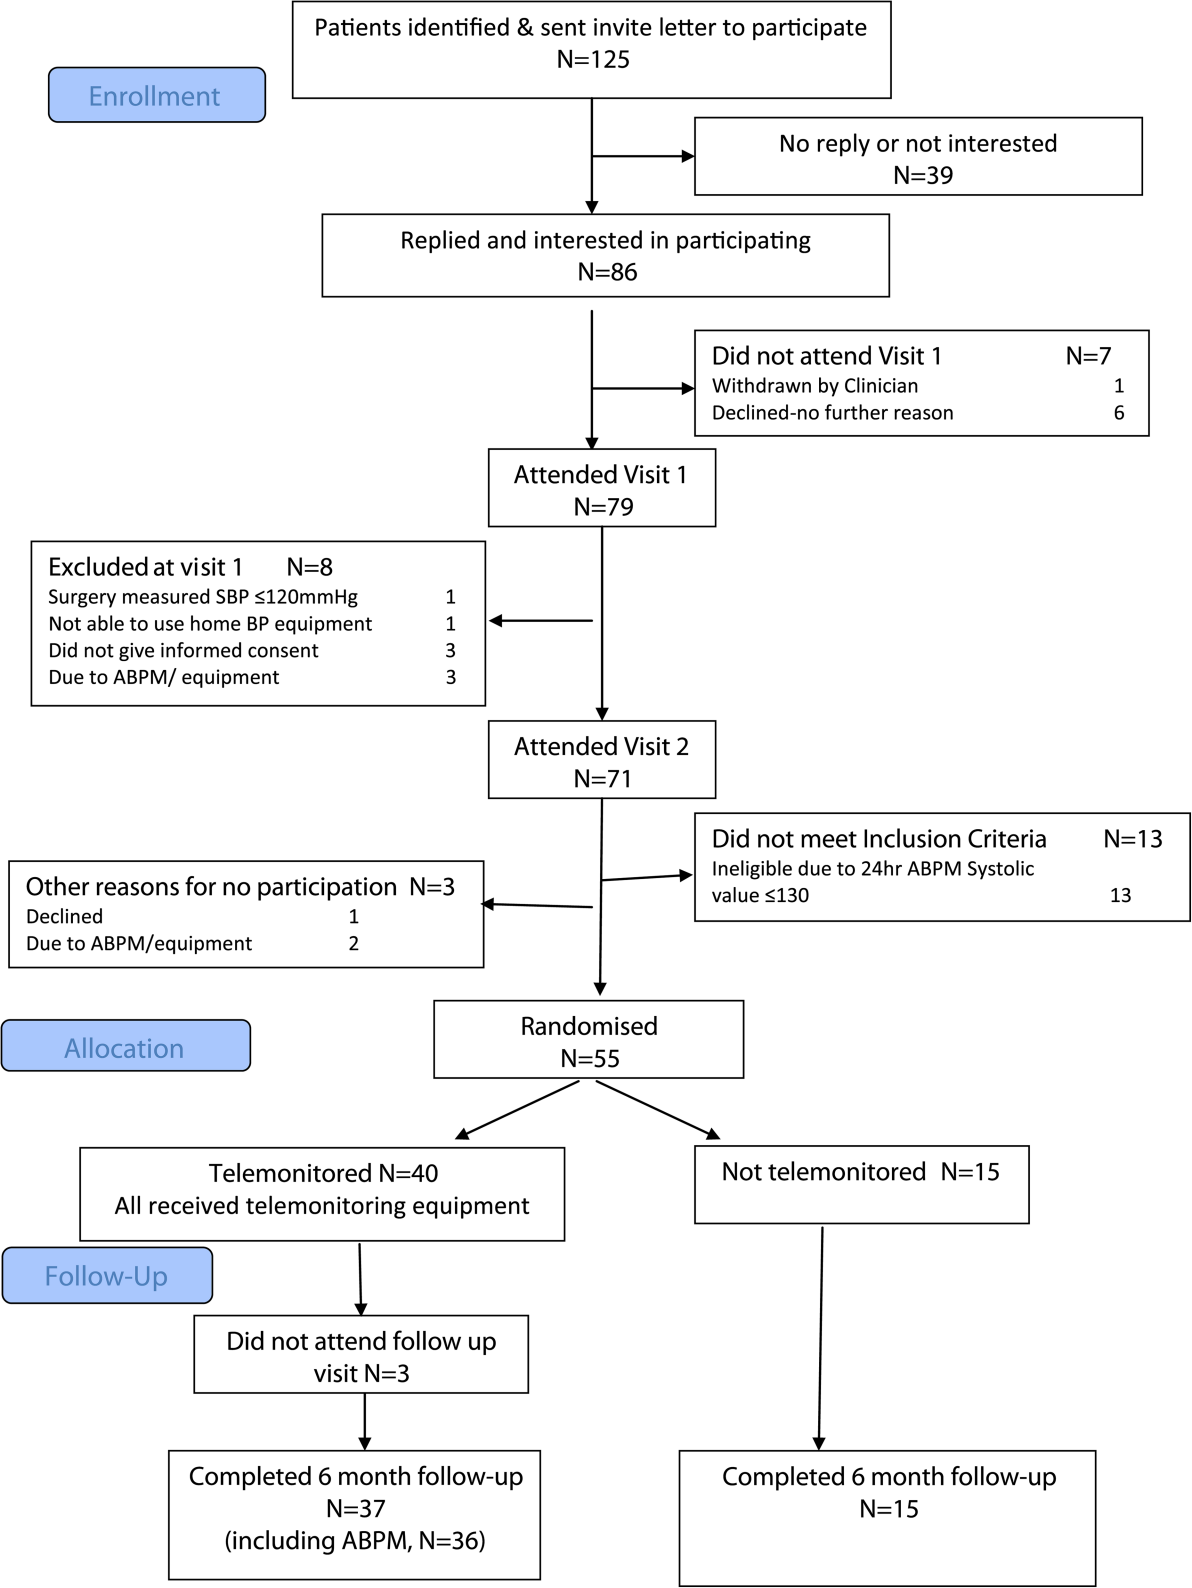 Patients identified & sent invite letter to participate
N=125
Enrollment
No reply or not interested
N=39
Replied and interested in participating
N=86
Did not attend Visit 1 N=7
Withdrawn by Clinician 1
Declined-no further reason 6
Attended Visit 1
N=79
Excluded at visit 1 N=8
Surgery measured SBP ≤120mmHg 1
Not able to use home BP equipment 1
Did not give informed consent 3
Due to ABPM/ equipment 3
Attended Visit 2
N=71
Did not meet Inclusion Criteria N=13
Ineligible due to 24hr ABPM Systolic
value ≤130 13
Other reasons for no participation N=3
Declined 1
Due to ABPM/equipment 2
Randomised
N=55
Allocation
Telemonitored N=40
All received telemonitoring equipment
Not telemonitored N=15
Follow-Up
Did not attend follow up
visit N=3
Completed 6 month follow-up
N=37
(including ABPM, N=36)
Completed 6 month follow-up
N=15